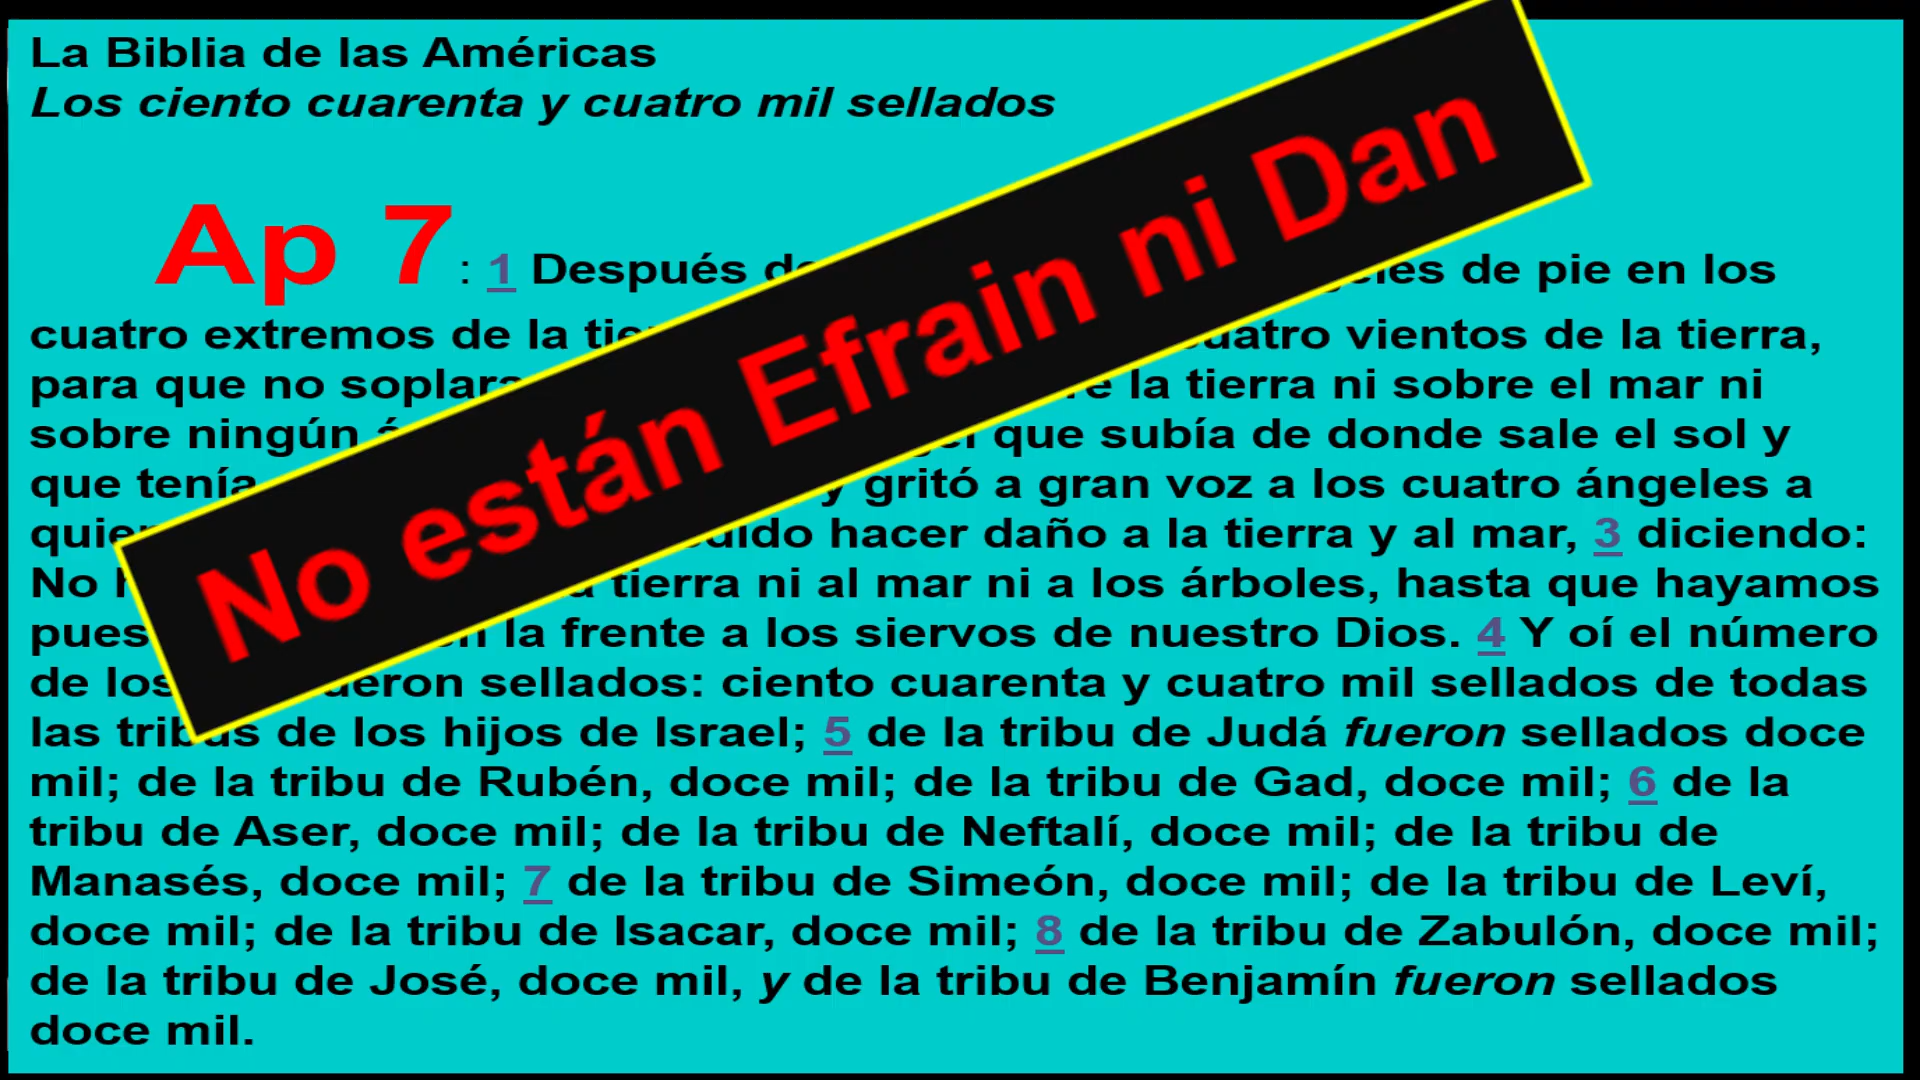 La Biblia de las Américas
Los ciento cuarenta y cuatro mil sellados
Ap 7 : 1 Después de pie en los
cuatro extremos de la vientos de la tierra,
para que no la tierra ni sobre el mar ni
sobre ningún que subía de donde sale el sol y
que tenía gritó a gran voz a los cuatro ángeles a
hacer daño a la tierra y al mar, 3 diciendo:
No tierra ni al mar ni a los árboles, hasta que hayamos
la frente a los siervos de nuestro Dios. 4 Y oí el número
de los sellados: ciento cuarenta y cuatro mil sellados de todas
las tribus de los hijos de Israel; 5 de la tribu de Judá fueron sellados doce
mil; de la tribu de Rubén, doce mil; de la tribu de Gad, doce mil; 6 de la
tribu de Aser, doce mil; de la tribu de Neftalí, doce mil; de la tribu de
Manasés, doce mil; 7 de la tribu de Simeón, doce mil; de la tribu de Leví,
doce mil; de la tribu de Isacar, doce mil; 8 de la tribu de Zabulón, doce mil;
de la tribu de José, doce mil, y de la tribu de Benjamín fueron sellados
doce mil.
No están Efrain ni Dan